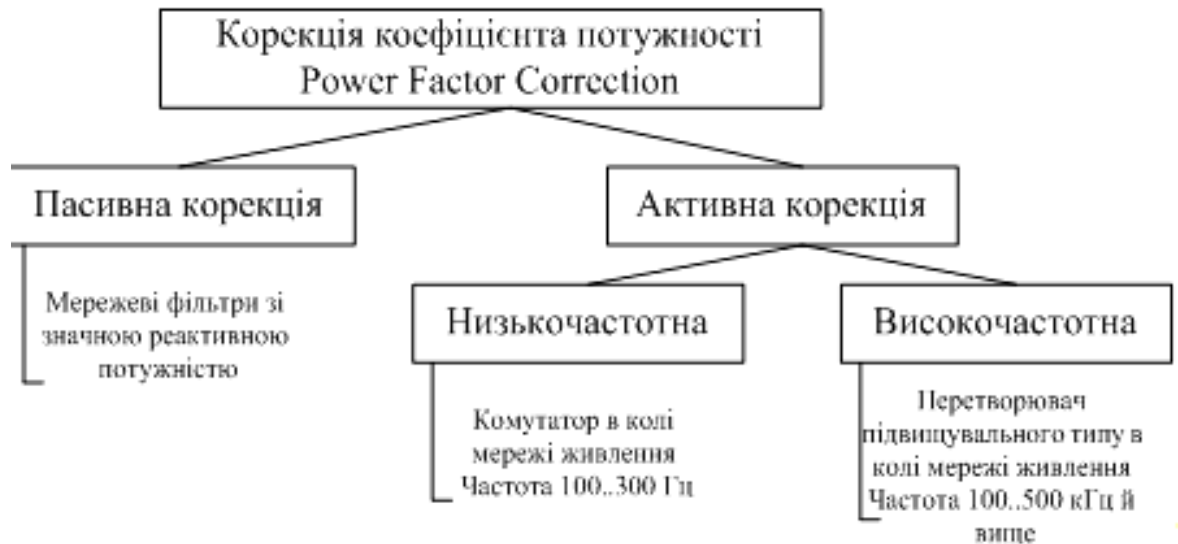 Корекція коефіцієнта потужності
Power Factor Correction
Пасивна корекція
Активна корекція
Мережеві фільтри зі
значною реактивною
потужністю
Низькочастотна
Високочастотна
Комутатор в колі
мережі живлення
Частота 100..300 Гц
Перетворювач
підвищувального типу в
колі мережі живлення
Частота 100..500 кГц й
вище